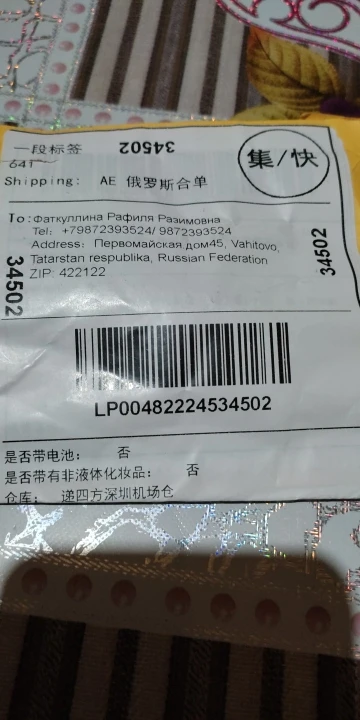 一段标签
34502
集/快
641
Shipping: AE 俄罗斯合单
To:Фаткуллина Рафиля Разимовна
Tel: +79872393524/ 9872393524
Address: Первомайская дом45, Vahitovo,
Tatarstan respublika, Russian Federation
ZIP: 422122
34502
34502
LP00482224534502
是否带电池: 否
是否带有非液体化妆品: 否
仓库: 递四方深圳机场仓